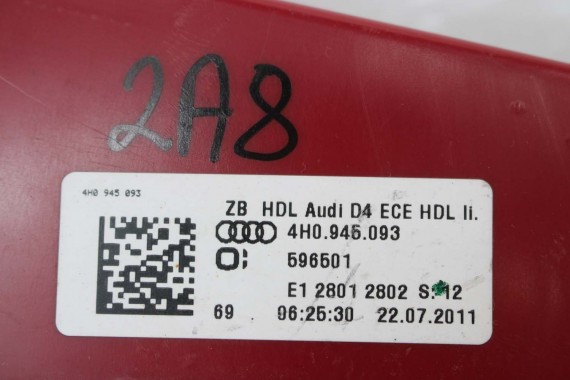 2A8
4H0 945 093
ZB HDL Audi D4 ECE HDL li.
4H0.945.093
596501
E1 2801 2802 S: 12
69 06:25:30 22.07.2011